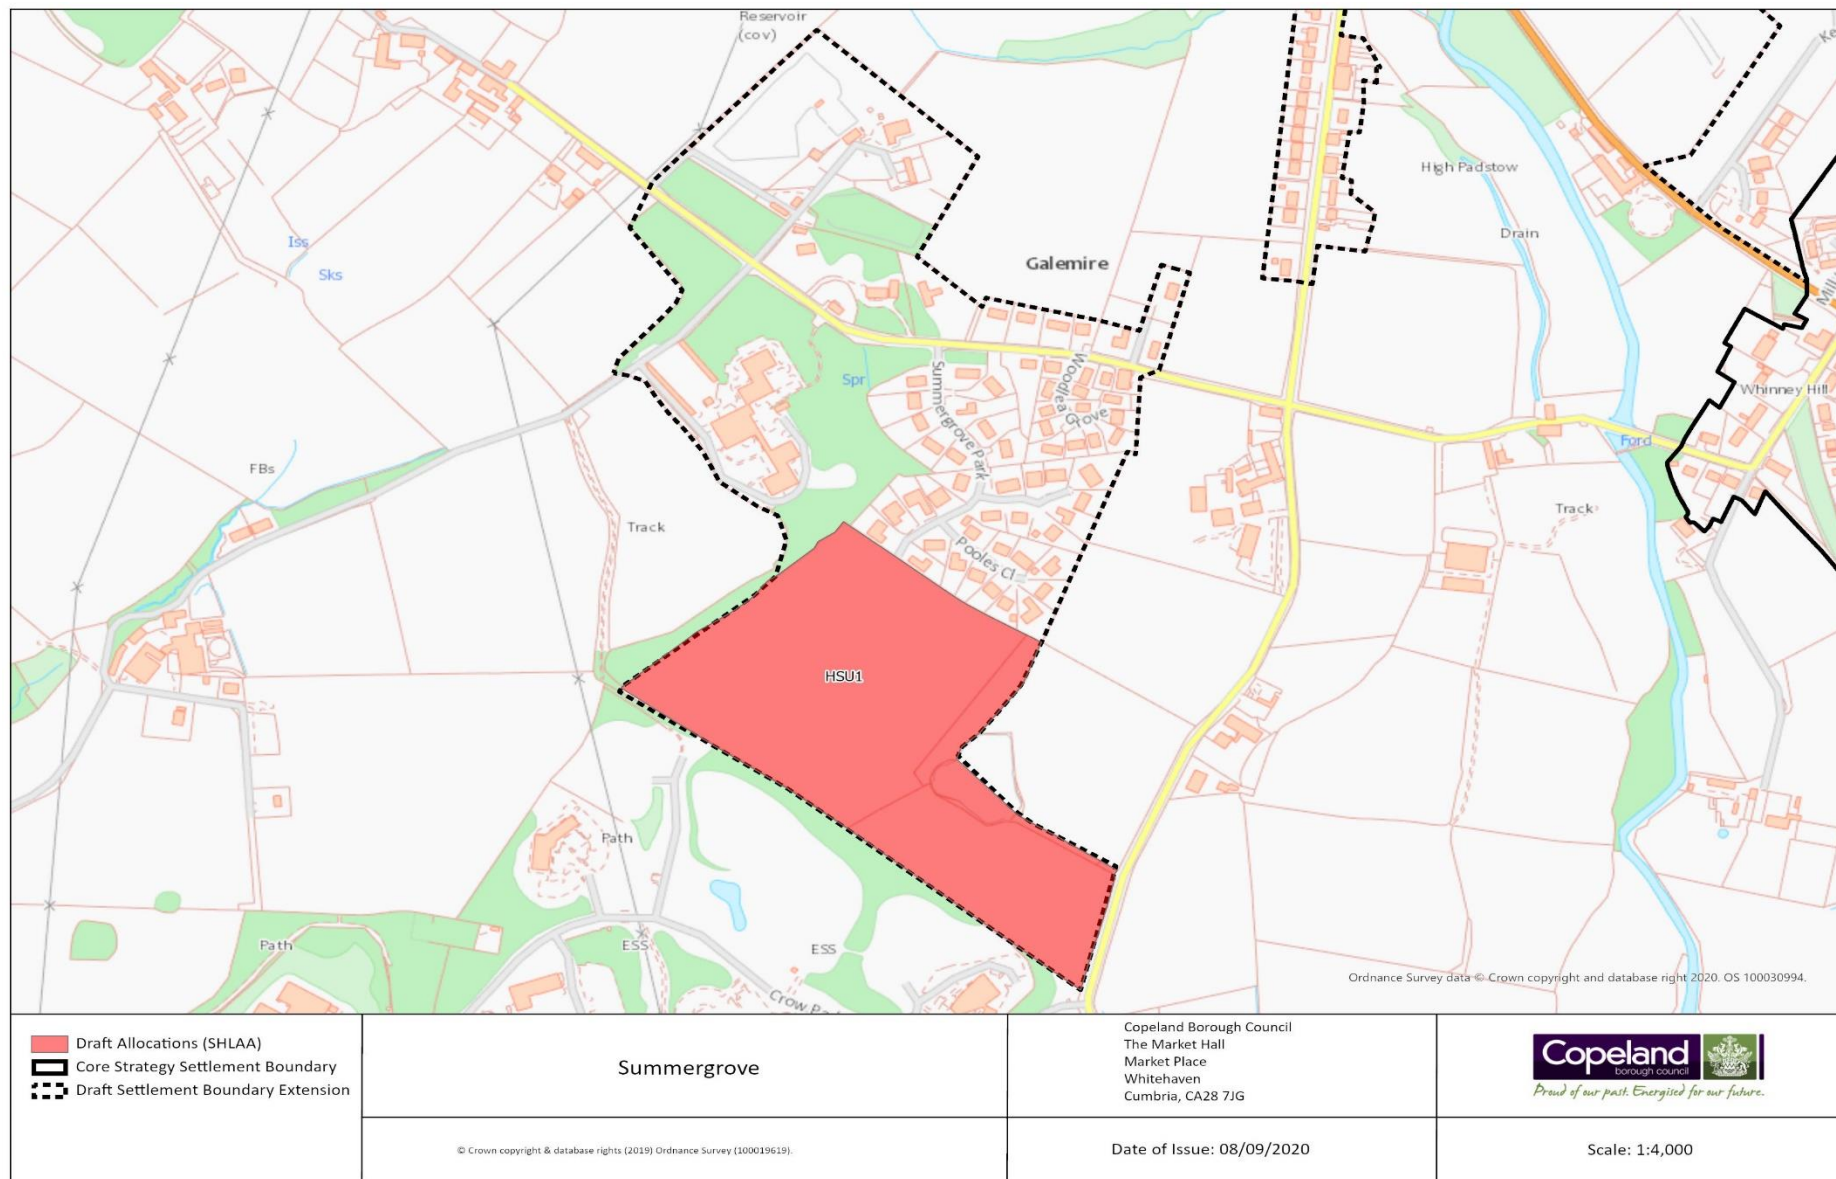 Reservoir
(cov)
High Padstow
Iss
Drain
Sks
Galemire
Mill
Woodlea Grove
Spr
Summergrove Park
Whinney Hill
Ford
FBs
Track
Track
Pooles Cl
HSU1
Path
Path
ESS
ESS
Crow Pa
Ordnance Survey data © Crown copyright and database right 2020. OS 100030994.
Draft Allocations (SHLAA)
Core Strategy Settlement Boundary
Draft Settlement Boundary Extension
Summergrove
© Crown copyright & database rights (2019) Ordnance Survey (100019619).
Copeland Borough Council
The Market Hall
Market Place
Whitehaven
Cumbria, CA28 7JG
Date of Issue: 08/09/2020
Copeland
borough council
Proud of our past. Energised for our future.
Scale: 1:4,000